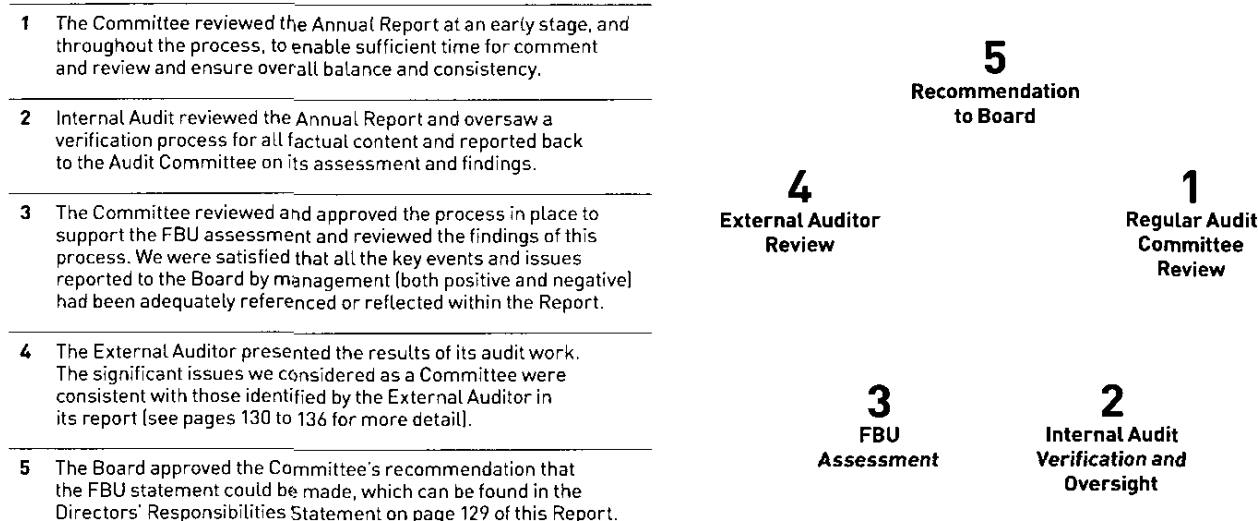 1 The Committee reviewed the Annual Report at an early stage, and
throughout the process, to enable sufficient time for comment
and review and ensure overall balance and consistency.
2 Internal Audit reviewed the Annual Report and oversaw a
verification process for all factual content and reported back
to the Audit Committee on its assessment and findings.
3 The Committee reviewed and approved the process in place to
support the FBU assessment and reviewed the findings of this
process. We were satisfied that all the key events and issues
reported to the Board by management (both positive and negative)
had been adequately referenced or reflected within the Report.
4 The External Auditor presented the results of its audit work.
The significant issues we considered as a Committee were
consistent with those identified by the External Auditor in
its report (see pages 130 to 136 for more detail).
5 The Board approved the Committee's recommendation that
the FBU statement could be made, which can be found in the
Directors' Responsibilities Statement on page 129 of this Report.
5
Recommendation
to Board
4
External Auditor
Review
1
Regular Audit
Committee
Review
3
FBU
Assessment
2
Internal Audit
Verification and
Oversight